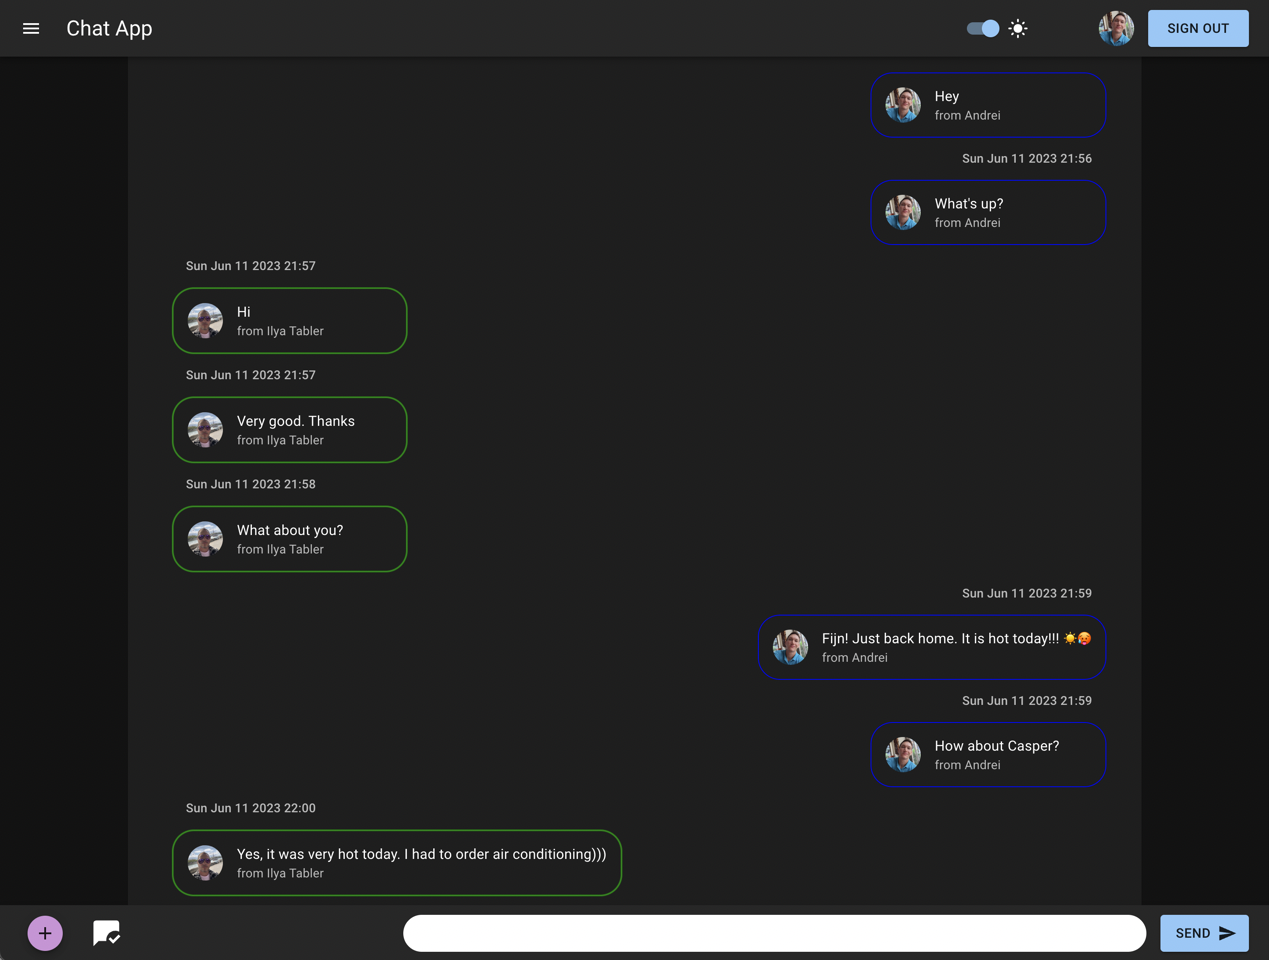 Chat App
SIGN OUT
Hey
from Andrei
Sun Jun 11 2023 21:56
What's up?
from Andrei
Sun Jun 11 2023 21:57
Hi
from Ilya Tabler
Sun Jun 11 2023 21:57
Very good. Thanks
from Ilya Tabler
Sun Jun 11 2023 21:58
What about you?
from Ilya Tabler
Sun Jun 11 2023 21:59
Fijn! Just back home. It is hot today!!! ☀️🥵
from Andrei
Sun Jun 11 2023 21:59
How about Casper?
from Andrei
Sun Jun 11 2023 22:00
Yes, it was very hot today. I had to order air conditioning)))
from Ilya Tabler
SEND